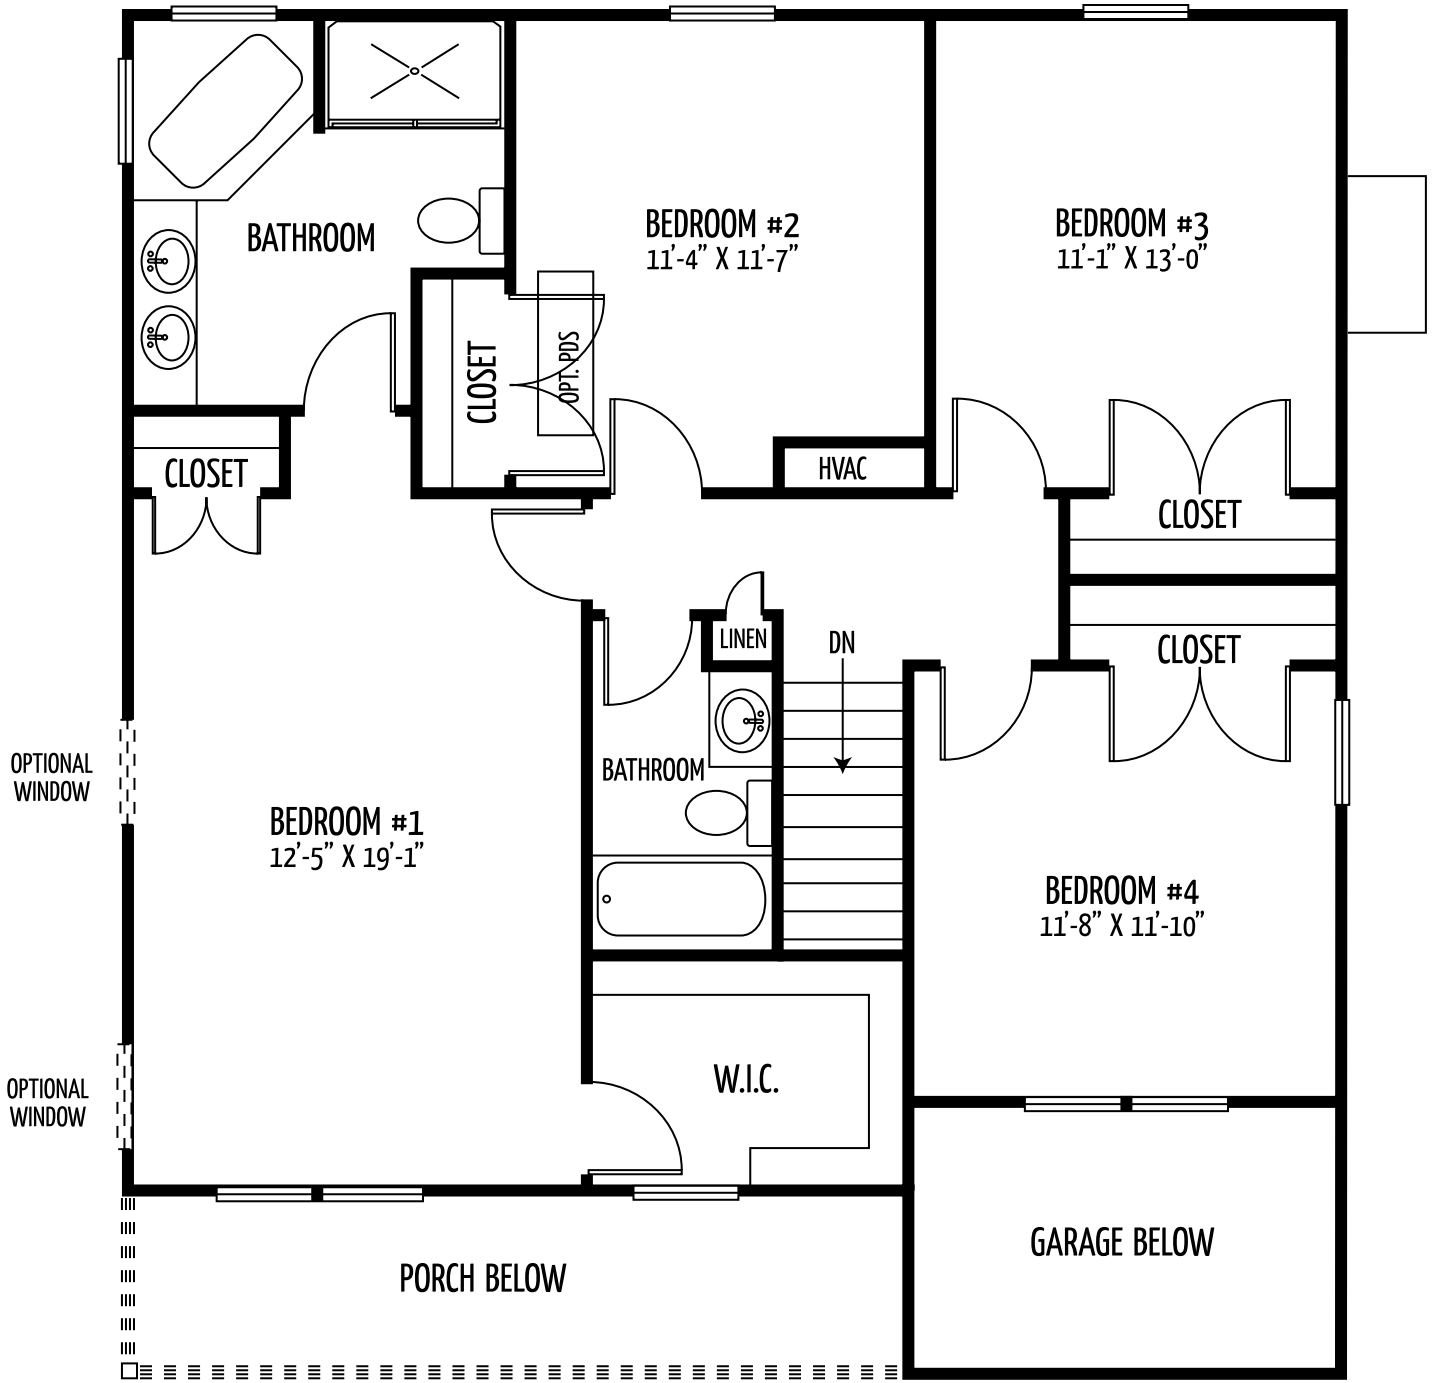 BATHROOM
BEDROOM #2
11'-4" X 11'-7"
BEDROOM #3
11'-1" X 13'-0"
CLOSET
OPT. PDS
CLOSET
HVAC
CLOSET
LINEN
DN
CLOSET
OPTIONAL
WINDOW
BATHROOM
BEDROOM #1
12'-5" X 19'-1"
BEDROOM #4
11'-8" X 11'-10"
OPTIONAL
WINDOW
W.I.C.
GARAGE BELOW
PORCH BELOW